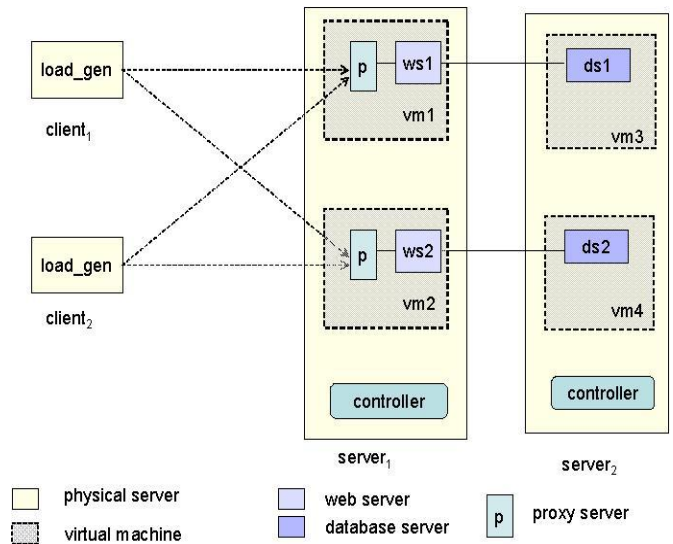 load_gen
client1
load_gen
client2
p
ws1
vm1
p
ws2
vm2
controller
server1
ds1
vm3
ds2
vm4
controller
server2
physical server
virtual machine
web server
database server
p
proxy server